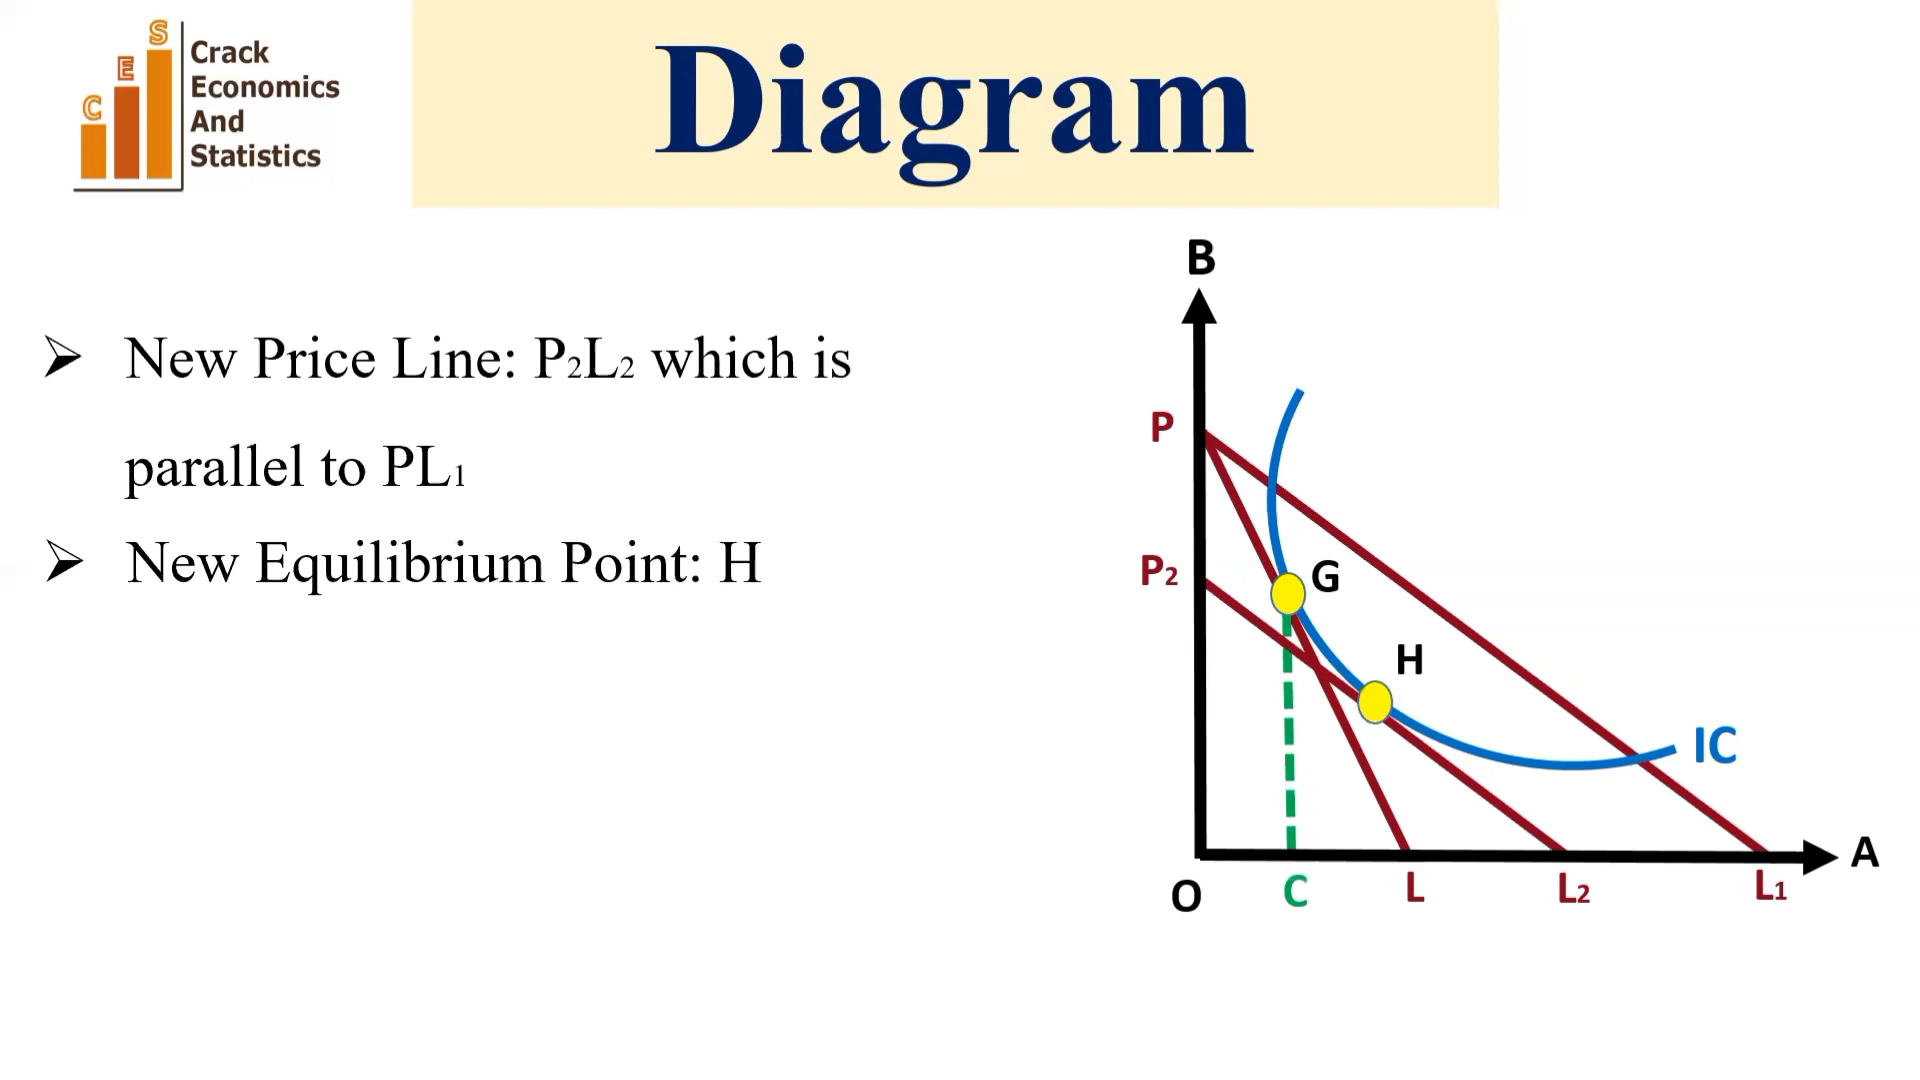 C
E
S
Crack
Economics
And
Statistics
Diagram
➢ New Price Line: P₂L₂ which is
parallel to PL₁
➢ New Equilibrium Point: H
B
P
P₂
G
H
IC
A
O
C
L
L₂
L₁